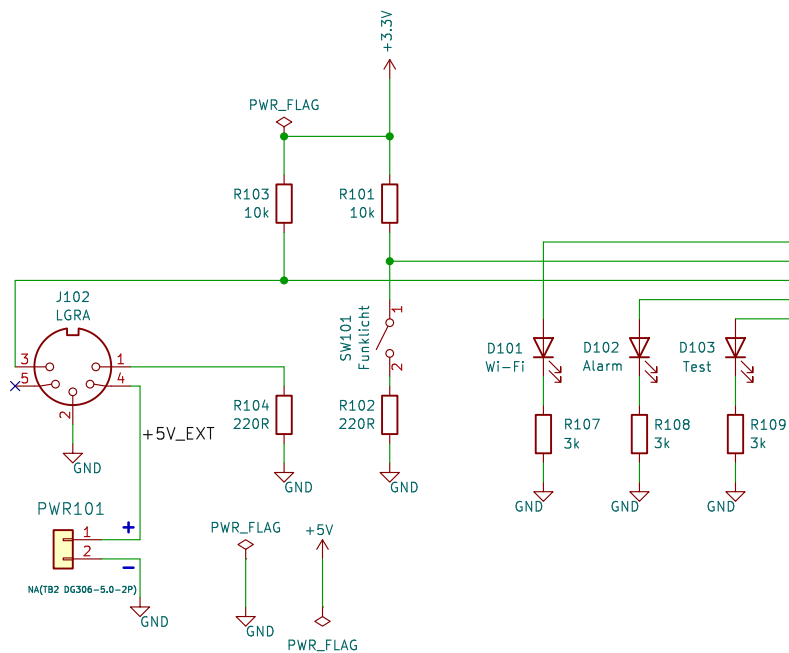 +3.3V
PWR_FLAG
R103
10k
R101
10k
J102
LGRA
3
5
1
4
2
SW101
Funklicht
1
2
D101
Wi-Fi
D102
Alarm
D103
Test
R104
220R
R102
220R
R107
3k
R108
3k
R109
3k
+5V_EXT
GND
GND
GND
GND
GND
GND
PWR101
1
2
+
−
NA(TB2 DG306-5.0-2P)
GND
PWR_FLAG
GND
+5V
PWR_FLAG